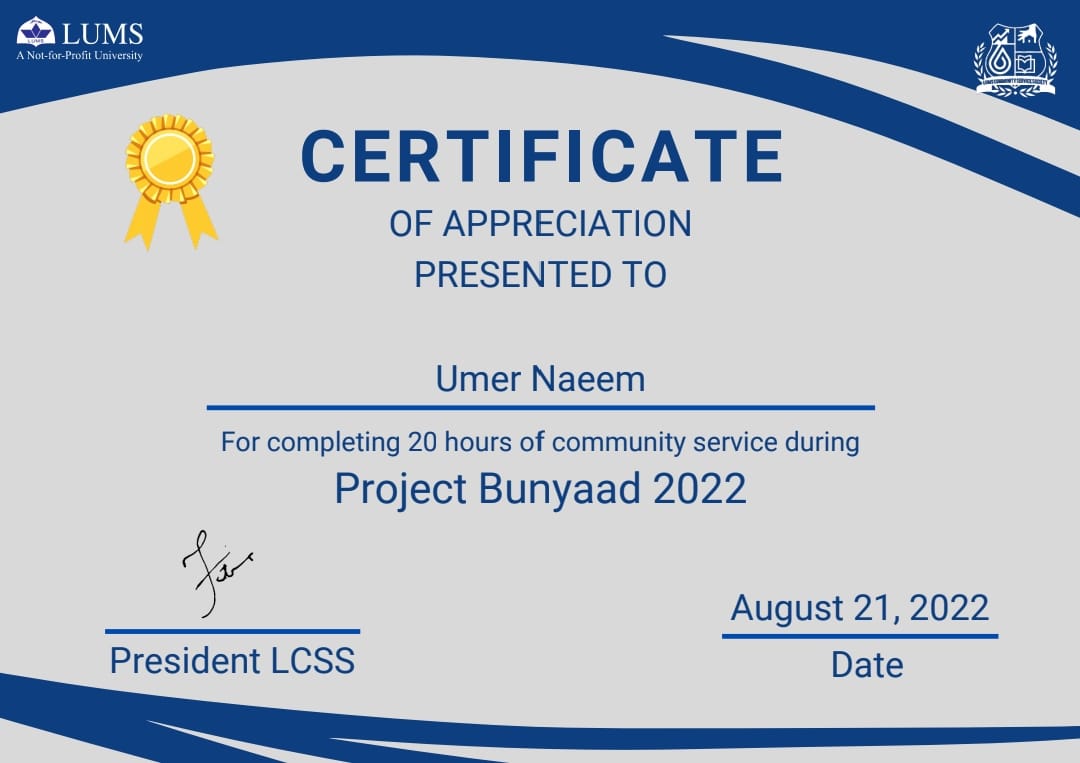 LUMS
A Not-for-Profit University
LUMS
LUMS COMMUNITY SERVICE SOCIETY
CERTIFICATE
OF APPRECIATION
PRESENTED TO
Umer Naeem
For completing 20 hours of community service during
Project Bunyaad 2022
August 21, 2022
President LCSS
Date